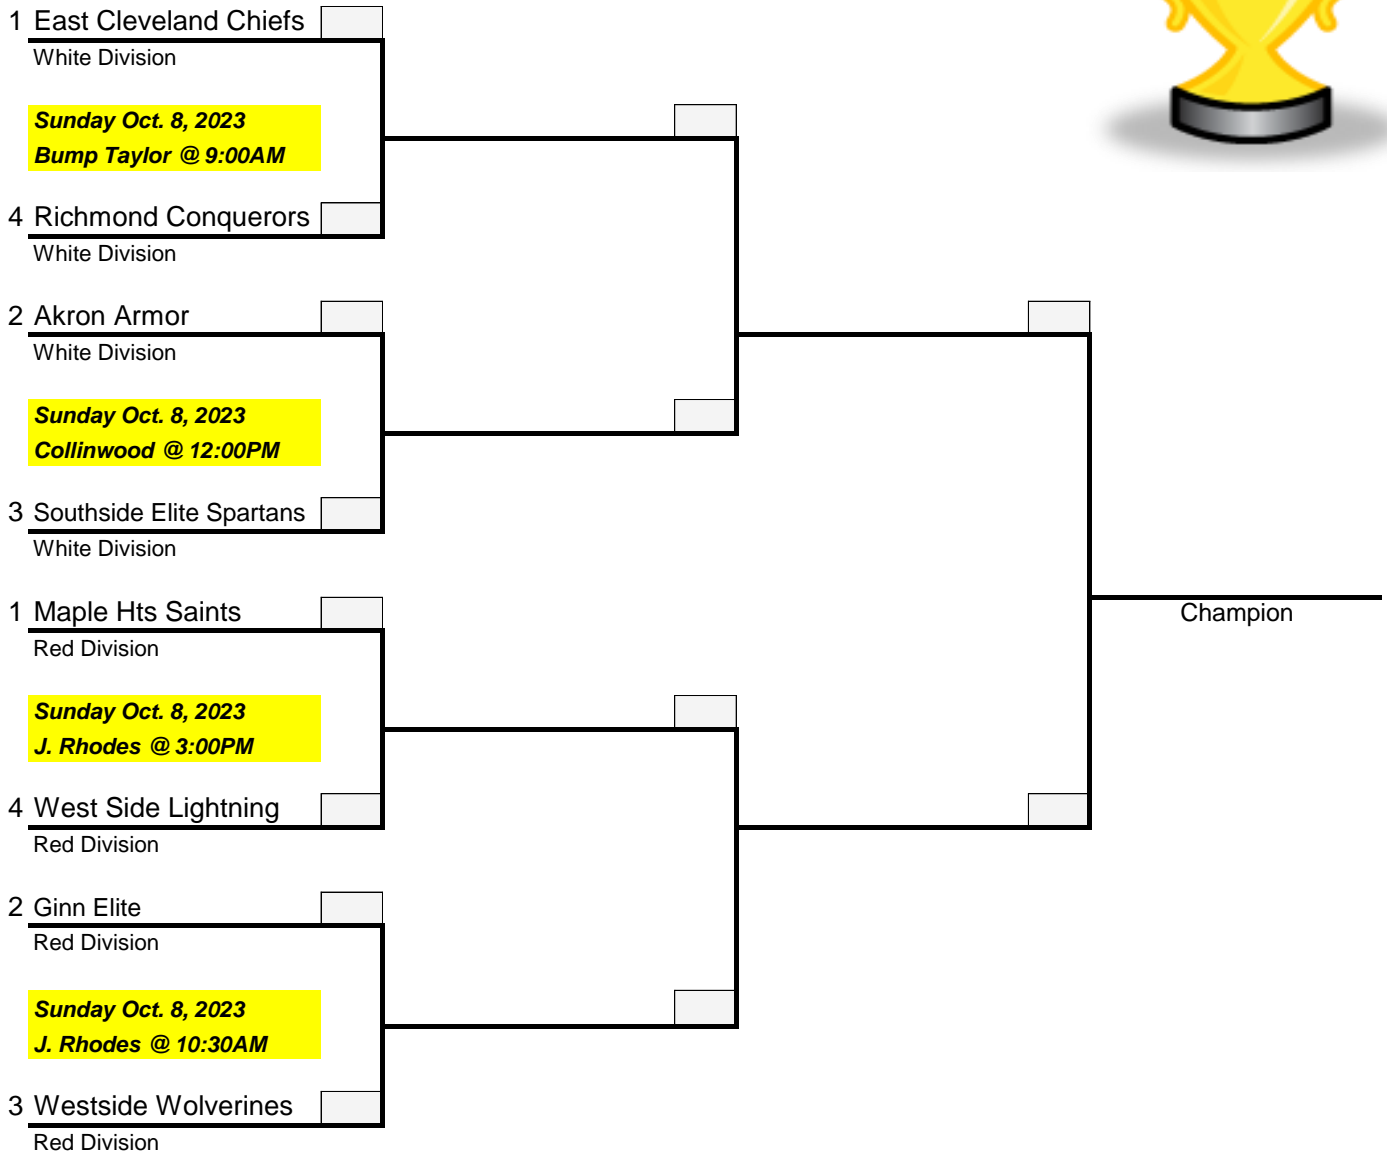 1 East Cleveland Chiefs
White Division
Sunday Oct. 8, 2023
Bump Taylor @ 9:00AM
4 Richmond Conquerors
White Division
2 Akron Armor
White Division
Sunday Oct. 8, 2023
Collinwood @ 12:00PM
3 Southside Elite Spartans
White Division
1 Maple Hts Saints
Red Division
Sunday Oct. 8, 2023
J. Rhodes @ 3:00PM
4 West Side Lightning
Red Division
2 Ginn Elite
Red Division
Sunday Oct. 8, 2023
J. Rhodes @ 10:30AM
3 Westside Wolverines
Red Division
Champion